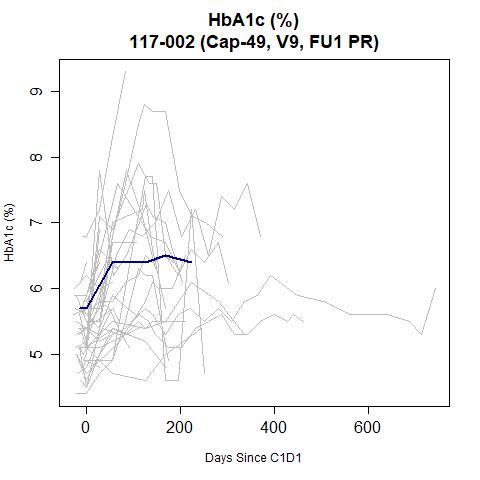 HbA1c (%)
117-002 (Cap-49, V9, FU1 PR)
HbA1c (%)
9
8
7
6
5
0 200 400 600
Days Since C1D1